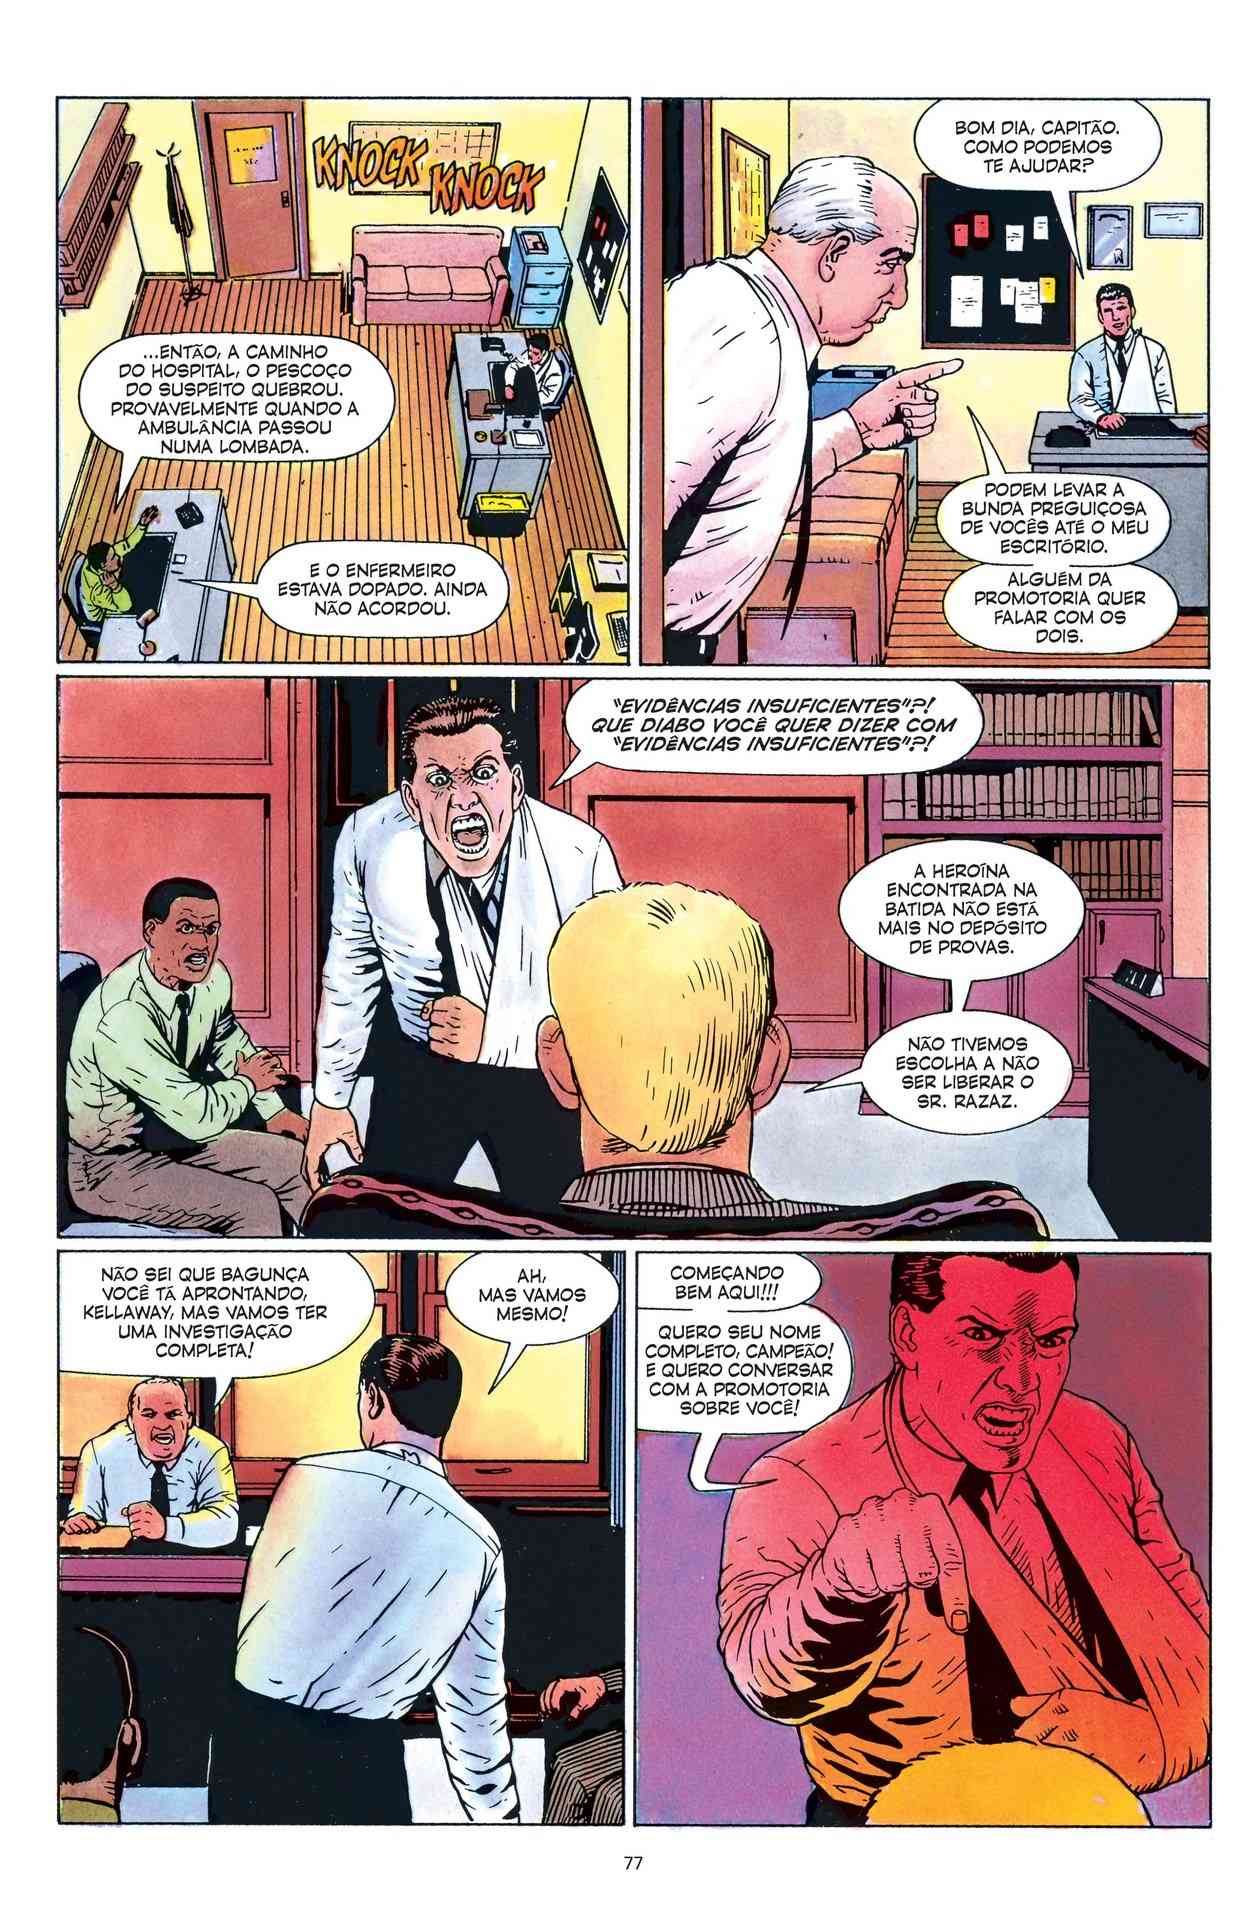 KNOCK
KNOCK
...ENTÃO, A CAMINHO
DO HOSPITAL, O PESCOÇO
DO SUSPEITO QUEBROU.
PROVAVELMENTE QUANDO A
AMBULÂNCIA PASSOU
NUMA LOMBADA.
E O ENFERMEIRO
ESTAVA DOPADO. AINDA
NÃO ACORDOU.
BOM DIA, CAPITÃO.
COMO PODEMOS
TE AJUDAR?
PODEM LEVAR A
BUNDA PREGUIÇOSA
DE VOCÊS ATÉ O MEU
ESCRITÓRIO.
ALGUÉM DA
PROMOTORIA QUER
FALAR COM OS
DOIS.
"EVIDÊNCIAS INSUFICIENTES"?!
QUE DIABO VOCÊ QUER DIZER COM
"EVIDÊNCIAS INSUFICIENTES"?!
A HEROÍNA
ENCONTRADA NA
BATIDA NÃO ESTÁ
MAIS NO DEPÓSITO
DE PROVAS.
NÃO TIVEMOS
ESCOLHA A NÃO
SER LIBERAR O
SR. RAZAZ.
NÃO SEI QUE BAGUNÇA
VOCÊ TÁ APRONTANDO,
KELLAWAY, MAS VAMOS TER
UMA INVESTIGAÇÃO
COMPLETA!
AH,
MAS VAMOS
MESMO!
COMEÇANDO
BEM AQUI!!!
QUERO SEU NOME
COMPLETO, CAMPEÃO!
E QUERO CONVERSAR
COM A PROMOTORIA
SOBRE VOCÊ!
77